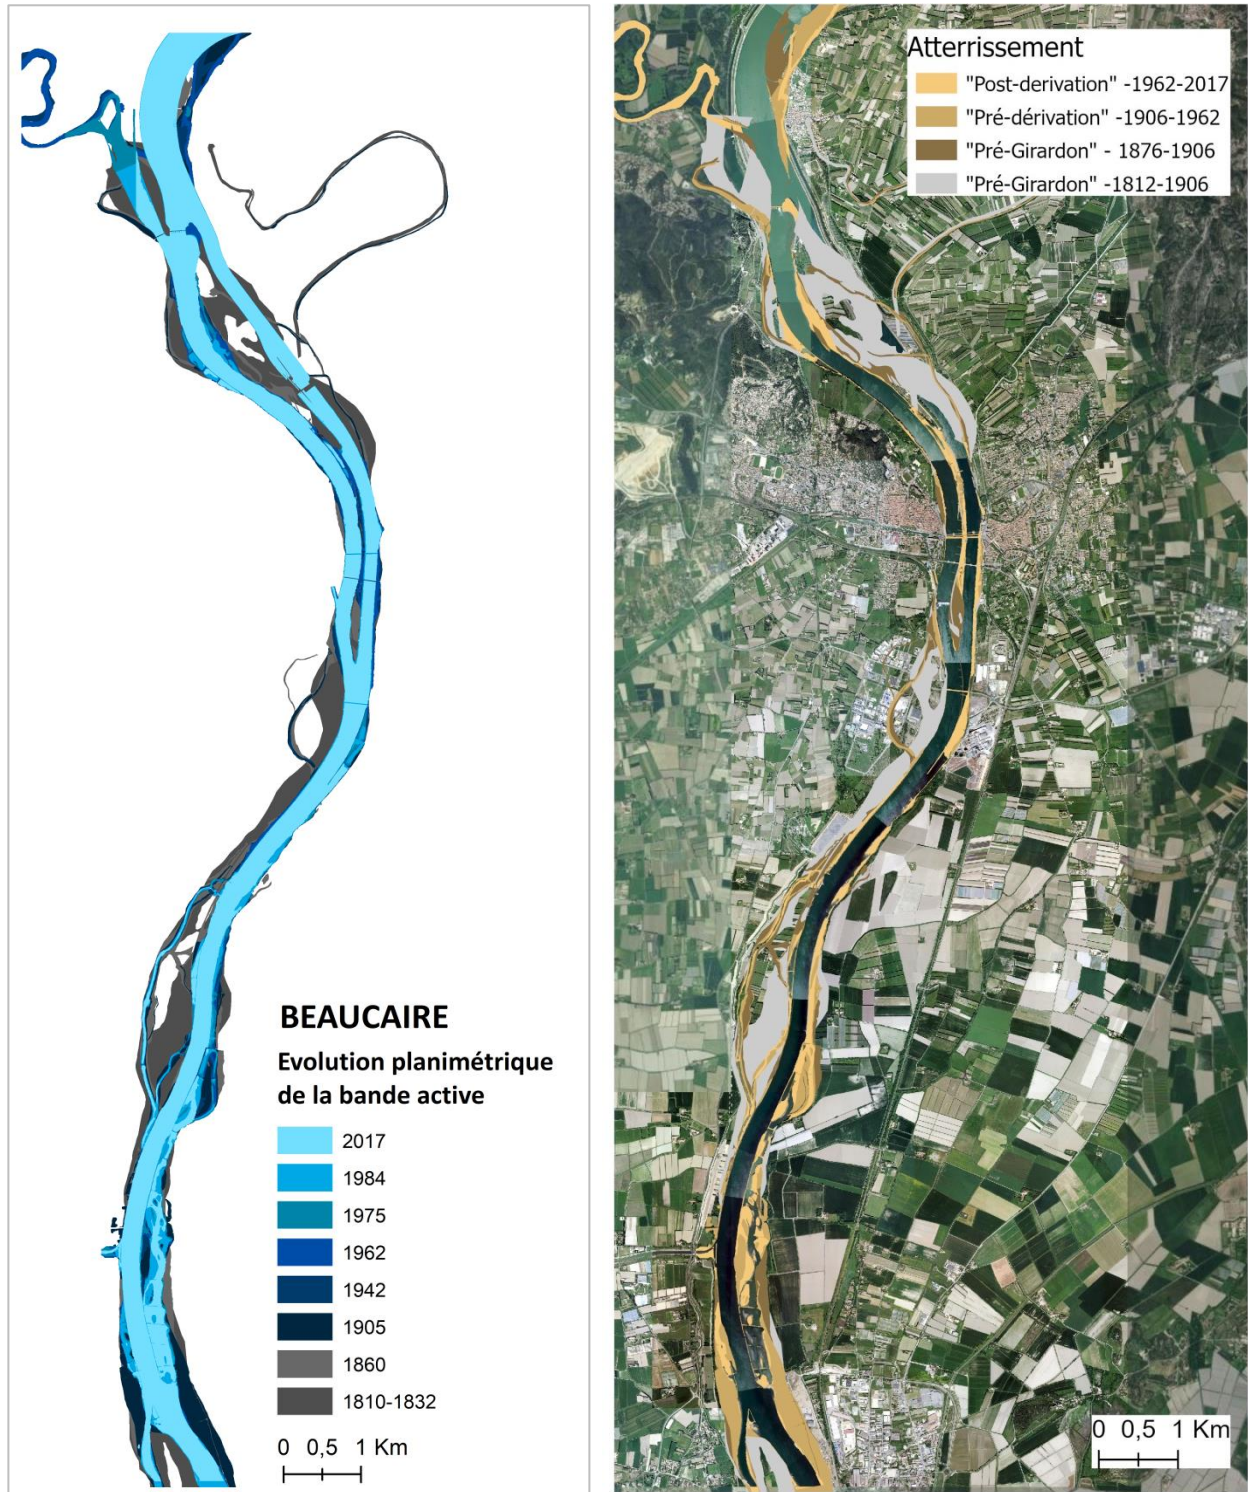 BEAUCAIRE
Evolution planimétrique
de la bande active
2017
1984
1975
1962
1942
1905
1860
1810-1832
0 0,5 1 Km
Atterrissement
"Post-derivation" -1962-2017
"Pré-dérivation" -1906-1962
"Pré-Girardon" - 1876-1906
"Pré-Girardon" -1812-1906
0 0,5 1 Km